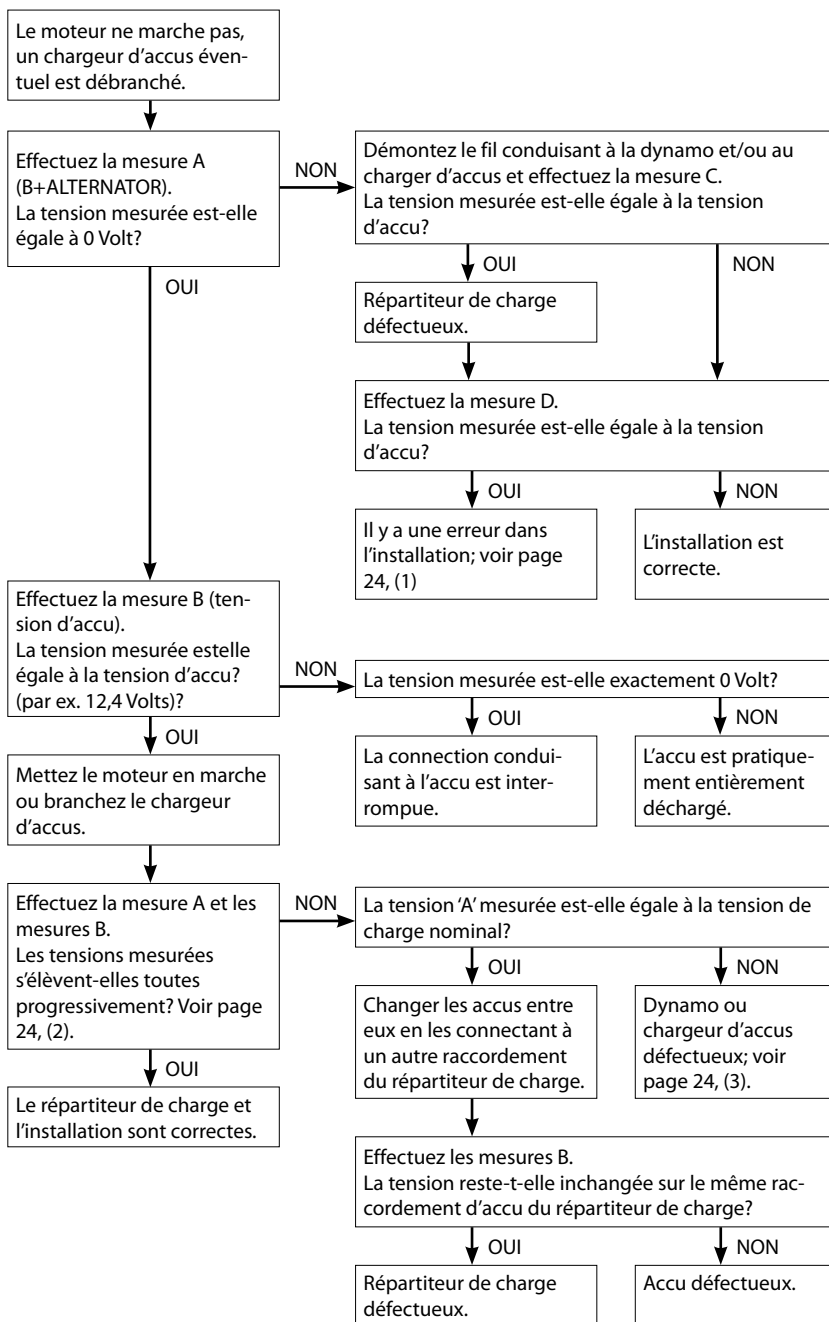 Le moteur ne marche pas,
un chargeur d'accus éven-
tuel est débranché.
Effectuez la mesure A
(B+ALTERNATOR).
La tension mesurée est-elle
égale à 0 Volt?
NON
Démontez le fil conduisant à la dynamo et/ou au
charger d'accus et effectuez la mesure C.
La tension mesurée est-elle égale à la tension
d'accu?
OUI
OUI
NON
Répartiteur de charge
défectueux.
Effectuez la mesure D.
La tension mesurée est-elle égale à la tension
d'accu?
OUI
NON
Il y a une erreur dans
l'installation; voir page
24, (1)
L'installation est
correcte.
Effectuez la mesure B (ten-
sion d'accu).
La tension mesurée estelle
égale à la tension d'accu?
(par ex. 12,4 Volts)?
NON
La tension mesurée est-elle exactement 0 Volt?
OUI
OUI
NON
La connection condui-
sant à l'accu est inter-
rompue.
L'accu est pratique-
ment entièrement
déchargé.
Mettez le moteur en marche
ou branchez le chargeur
d'accus.
Effectuez la mesure A et les
mesures B.
Les tensions mesurées
s'élèvent-elles toutes
progressivement? Voir page
24, (2).
NON
La tension ‘A’ mesurée est-elle égale à la tension de
charge nominal?
OUI
NON
Changer les accus entre
eux en les connectant à
un autre raccordement
du répartiteur de charge.
Dynamo ou
chargeur d'accus
défectueux; voir
page 24, (3).
OUI
Le répartiteur de charge et
l'installation sont correctes.
Effectuez les mesures B.
La tension reste-t-elle inchangée sur le même rac-
cordement d'accu du répartiteur de charge?
OUI
NON
Répartiteur de charge
défectueux.
Accu défectueux.